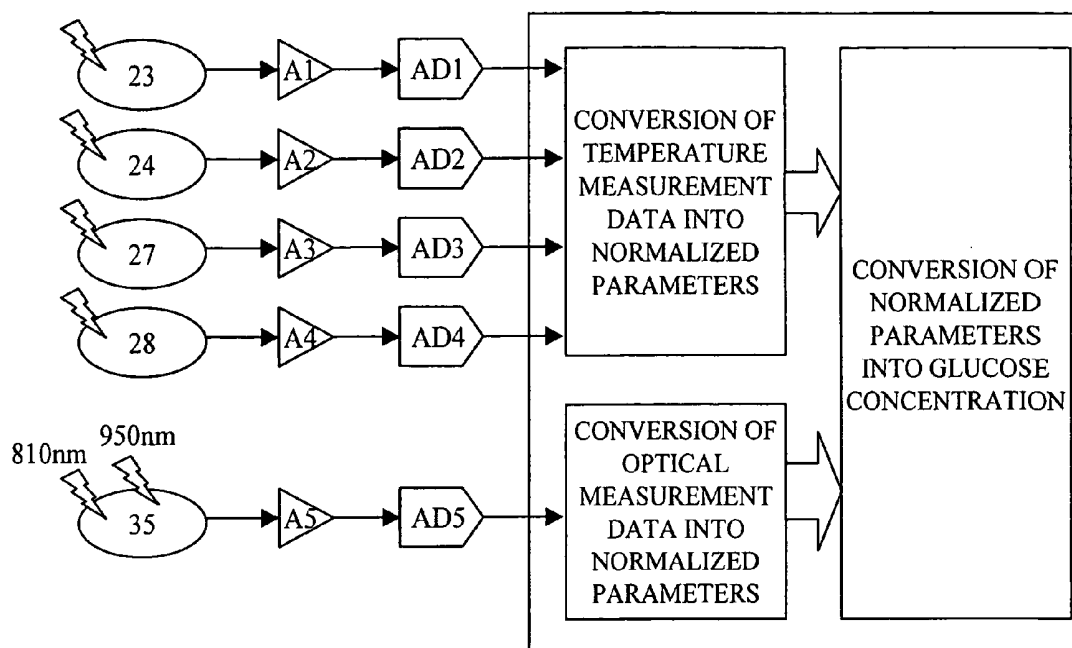 23
A1
AD1
24
A2
AD2
27
A3
AD3
28
A4
AD4
CONVERSION OF
TEMPERATURE
MEASUREMENT
DATA INTO
NORMALIZED
PARAMETERS
810nm
950nm
35
A5
AD5
CONVERSION OF
OPTICAL
MEASUREMENT
DATA INTO
NORMALIZED
PARAMETERS
CONVERSION OF
NORMALIZED
PARAMETERS
INTO GLUCOSE
CONCENTRATION